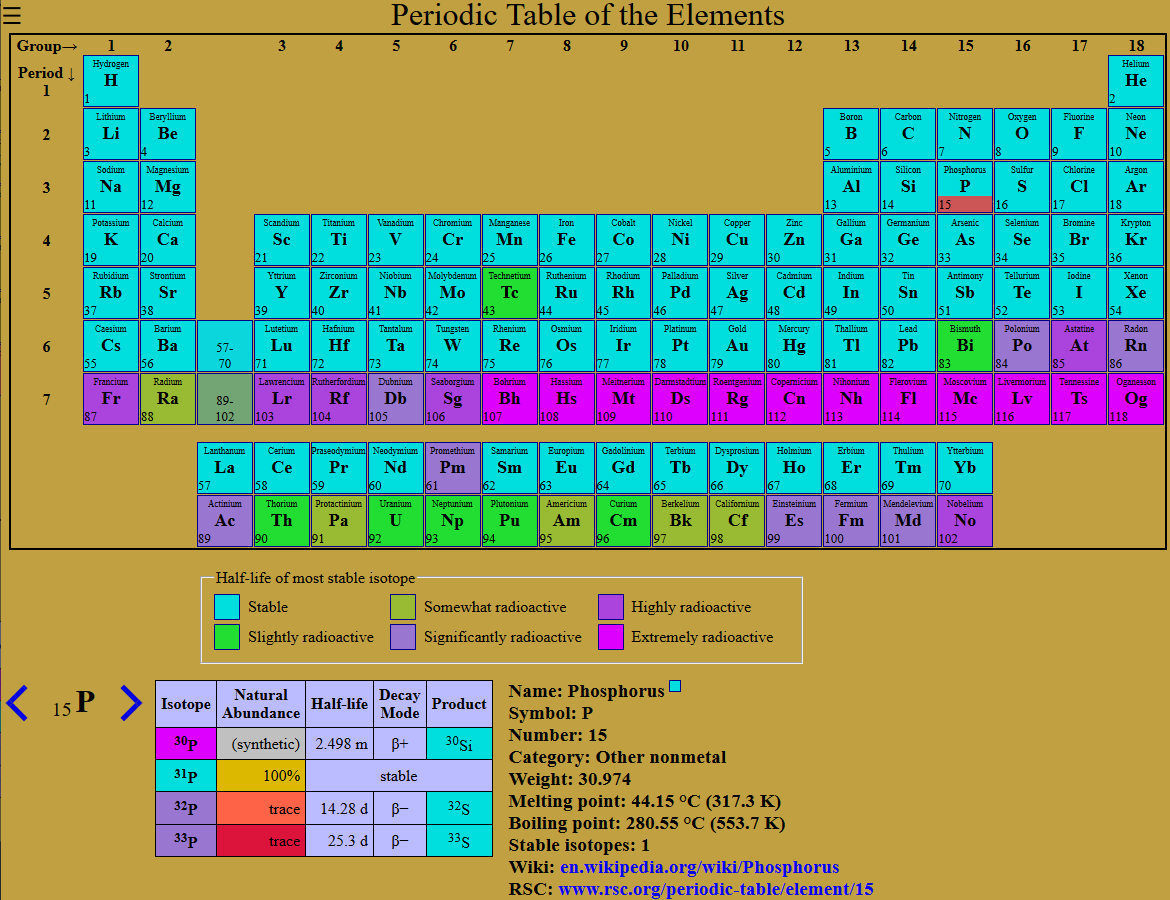 ☰ Periodic Table of the Elements
Group→ 1 2 3 4 5 6 7 8 9 10 11 12 13 14 15 16 17 18
Period ↓
1
Hydrogen Helium
H He
1 2
2
Lithium Beryllium Boron Carbon Nitrogen Oxygen Fluorine Neon
Li Be B C N O F Ne
3 4 5 6 7 8 9 10
3
Sodium Magnesium Aluminium Silicon Phosphorus Sulfur Chlorine Argon
Na Mg Al Si P S Cl Ar
11 12 13 14 15 16 17 18
4
Potassium Calcium Scandium Titanium Vanadium Chromium Manganese Iron Cobalt Nickel Copper Zinc Gallium Germanium Arsenic Selenium Bromine Krypton
K Ca Sc Ti V Cr Mn Fe Co Ni Cu Zn Ga Ge As Se Br Kr
19 20 21 22 23 24 25 26 27 28 29 30 31 32 33 34 35 36
5
Rubidium Strontium Yttrium Zirconium Niobium Molybdenum Technetium Ruthenium Rhodium Palladium Silver Cadmium Indium Tin Antimony Tellurium Iodine Xenon
Rb Sr Y Zr Nb Mo Tc Ru Rh Pd Ag Cd In Sn Sb Te I Xe
37 38 39 40 41 42 43 44 45 46 47 48 49 50 51 52 53 54
6
Caesium Barium Lutetium Hafnium Tantalum Tungsten Rhenium Osmium Iridium Platinum Gold Mercury Thallium Lead Bismuth Polonium Astatine Radon
Cs Ba 57- Lu Hf Ta W Re Os Ir Pt Au Hg Tl Pb Bi Po At Rn
55 56 70 71 72 73 74 75 76 77 78 79 80 81 82 83 84 85 86
7
Francium Radium Lawrencium Rutherfordium Dubnium Seaborgium Bohrium Hassium Meitnerium Darmstadtium Roentgenium Copernicium Nihonium Flerovium Moscovium Livermorium Tennessine Oganesson
Fr Ra 89- Lr Rf Db Sg Bh Hs Mt Ds Rg Cn Nh Fl Mc Lv Ts Og
87 88 102 103 104 105 106 107 108 109 110 111 112 113 114 115 116 117 118
Lanthanum Cerium Praseodymium Neodymium Promethium Samarium Europium Gadolinium Terbium Dysprosium Holmium Erbium Thulium Ytterbium
La Ce Pr Nd Pm Sm Eu Gd Tb Dy Ho Er Tm Yb
57 58 59 60 61 62 63 64 65 66 67 68 69 70
Actinium Thorium Protactinium Uranium Neptunium Plutonium Americium Curium Berkelium Californium Einsteinium Fermium Mendelevium Nobelium
Ac Th Pa U Np Pu Am Cm Bk Cf Es Fm Md No
89 90 91 92 93 94 95 96 97 98 99 100 101 102
Half-life of most stable isotope
Stable Somewhat radioactive Highly radioactive
Slightly radioactive Significantly radioactive Extremely radioactive
15 P
Isotope Natural Abundance Half-life Decay Mode Product
³⁰P (synthetic) 2.498 m β+ ³⁰Si
³¹P 100% stable
³²P trace 14.28 d β− ³²S
³³P trace 25.3 d β− ³³S
Name: Phosphorus
Symbol: P
Number: 15
Category: Other nonmetal
Weight: 30.974
Melting point: 44.15 °C (317.3 K)
Boiling point: 280.55 °C (553.7 K)
Stable isotopes: 1
Wiki: en.wikipedia.org/wiki/Phosphorus
RSC: www.rsc.org/periodic-table/element/15